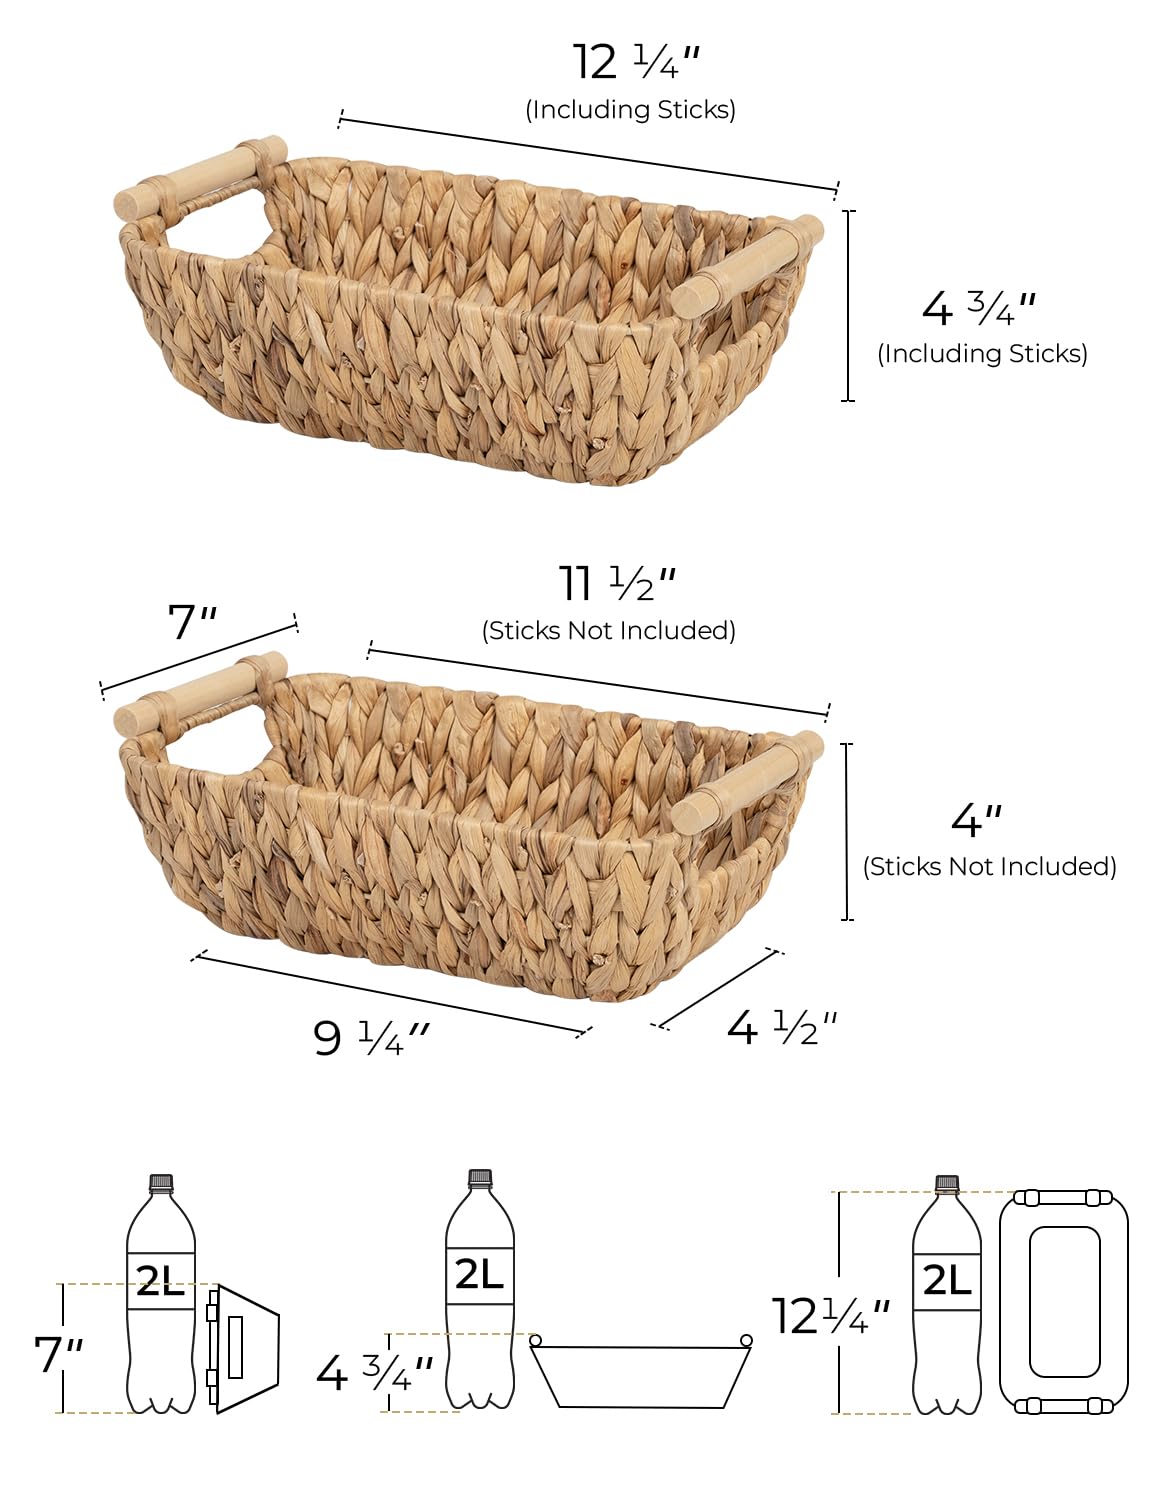 12 ¼"
(Including Sticks)
4 ¾"
(Including Sticks)
11 ½"
(Sticks Not Included)
7"
4"
(Sticks Not Included)
9 ¼"
4 ½"
2L
7"
2L
4 ¾"
2L
12¼"